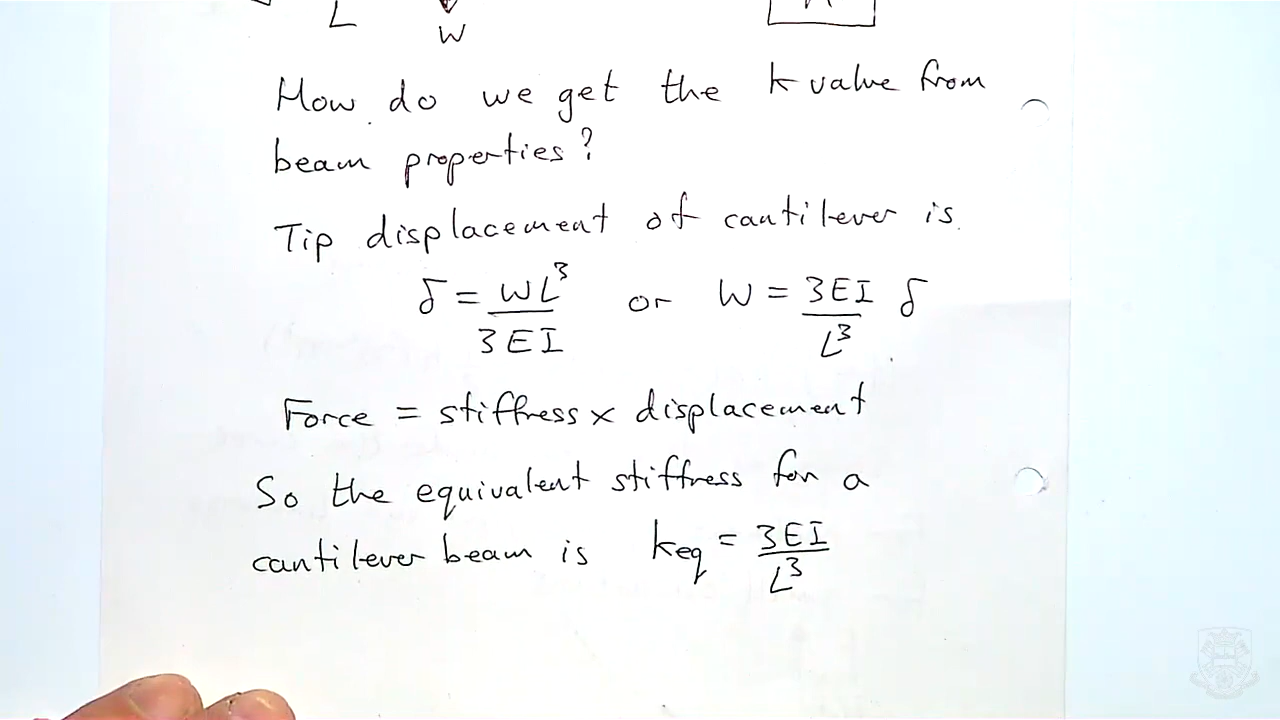 L W
How do we get the k value from
beam properties?
Tip displacement of cantilever is
δ = WL³/3EI or W = 3EI/L³ δ
Force = stiffness x displacement
So the equivalent stiffness for a
cantilever beam is keq = 3EI/L³